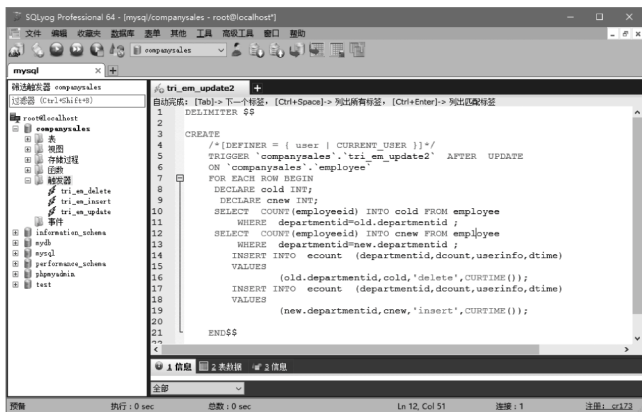 SQLyog Professional 64 - [mysql/companysales - root@localhost*]
文件 编辑 收藏夹 数据库 表单 其他 工具 高级工具 窗口 帮助
companysales
mysql
筛选触发器 companysales
过滤器 (Ctrl+Shift+B)
root@localhost
companysales
表
视图
存储过程
函数
触发器
tri_em_delete
tri_em_insert
tri_em_update
事件
information_schema
mydb
mysql
performance_schema
phpmyadmin
test
tri_em_update2
自动完成: [Tab]-> 下一个标签, [Ctrl+Space]-> 列出所有标签, [Ctrl+Enter]-> 列出匹配标签
1 DELIMITER $$
2
3 CREATE
4 /*[DEFINER = { user | CURRENT_USER }]*/
5 TRIGGER `companysales`.`tri_em_update2` AFTER UPDATE
6 ON `companysales`.`employee`
7 FOR EACH ROW BEGIN
8 DECLARE cold INT;
9 DECLARE cnew INT;
10 SELECT COUNT(employeeid) INTO cold FROM employee
11 WHERE departmentid=old.departmentid ;
12 SELECT COUNT(employeeid) INTO cnew FROM employee
13 WHERE departmentid=new.departmentid ;
14 INSERT INTO ecount (departmentid,dcount,userinfo,dtime)
15 VALUES
16 (old.departmentid,cold,'delete',CURTIME());
17 INSERT INTO ecount (departmentid,dcount,userinfo,dtime)
18 VALUES
19 (new.departmentid,cnew,'insert',CURTIME());
20
21 END$$
22
1 信息 2 表数据 3 信息
全部
预备 执行: 0 sec 总数: 0 sec Ln 12, Col 51 连接: 1 注册: cr173